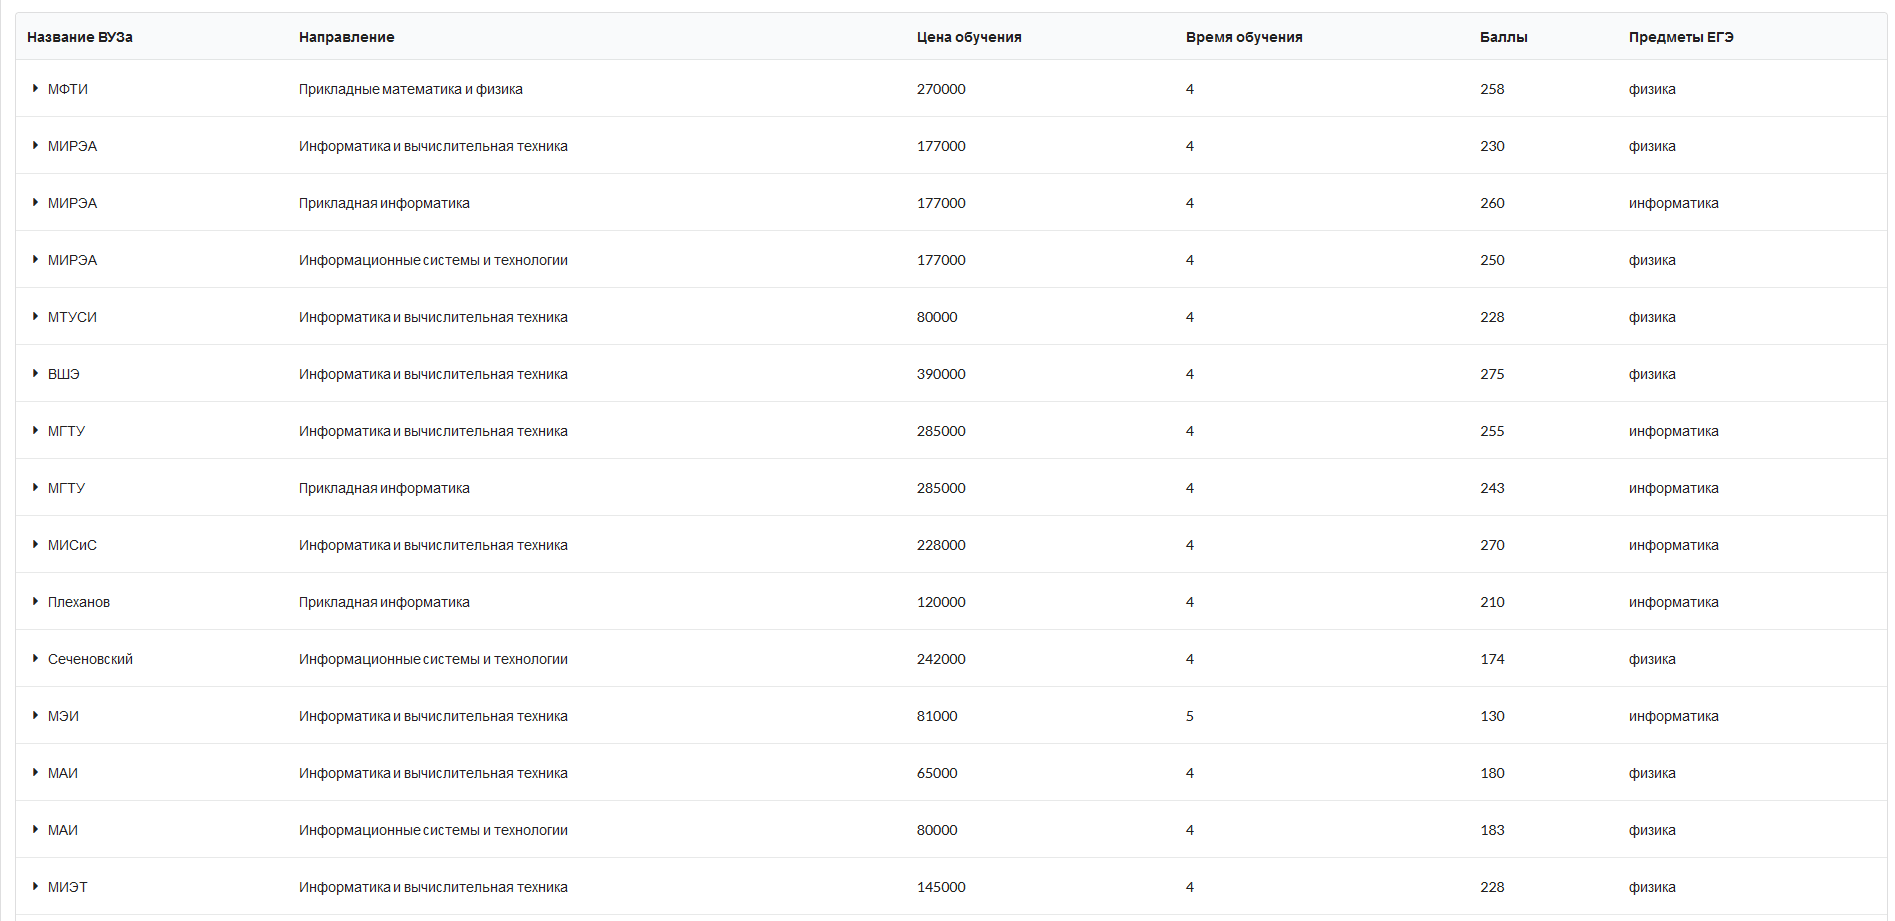 Название ВУЗа Направление Цена обучения Время обучения Баллы Предметы ЕГЭ
МФТИ Прикладные математика и физика 270000 4 258 физика
МИРЭА Информатика и вычислительная техника 177000 4 230 физика
МИРЭА Прикладная информатика 177000 4 260 информатика
МИРЭА Информационные системы и технологии 177000 4 250 физика
МТУСИ Информатика и вычислительная техника 80000 4 228 физика
ВШЭ Информатика и вычислительная техника 390000 4 275 физика
МГТУ Информатика и вычислительная техника 285000 4 255 информатика
МГТУ Прикладная информатика 285000 4 243 информатика
МИСиС Информатика и вычислительная техника 228000 4 270 информатика
Плеханов Прикладная информатика 120000 4 210 информатика
Сеченовский Информационные системы и технологии 242000 4 174 физика
МЭИ Информатика и вычислительная техника 81000 5 130 информатика
МАИ Информатика и вычислительная техника 65000 4 180 физика
МАИ Информационные системы и технологии 80000 4 183 физика
МИЭТ Информатика и вычислительная техника 145000 4 228 физика